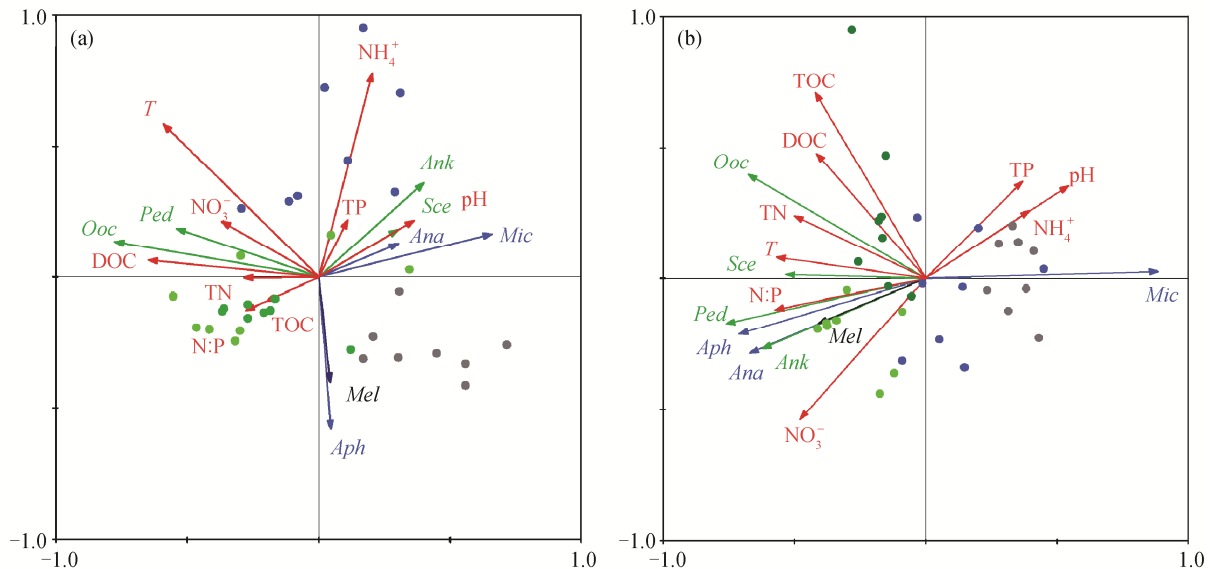 1.0
(a)
NH₄⁺
T
Ank
NO₃⁻
TP
Sce
pH
Ped
Ooc
Ana
Mic
DOC
TN
TOC
N:P
Mel
Aph
−1.0
−1.0
1.0
1.0
(b)
TOC
DOC
Ooc
TP
pH
TN
NH₄⁺
T
Sce
N:P
Mic
Ped
Aph
Mel
Ana
Ank
NO₃⁻
−1.0
−1.0
1.0